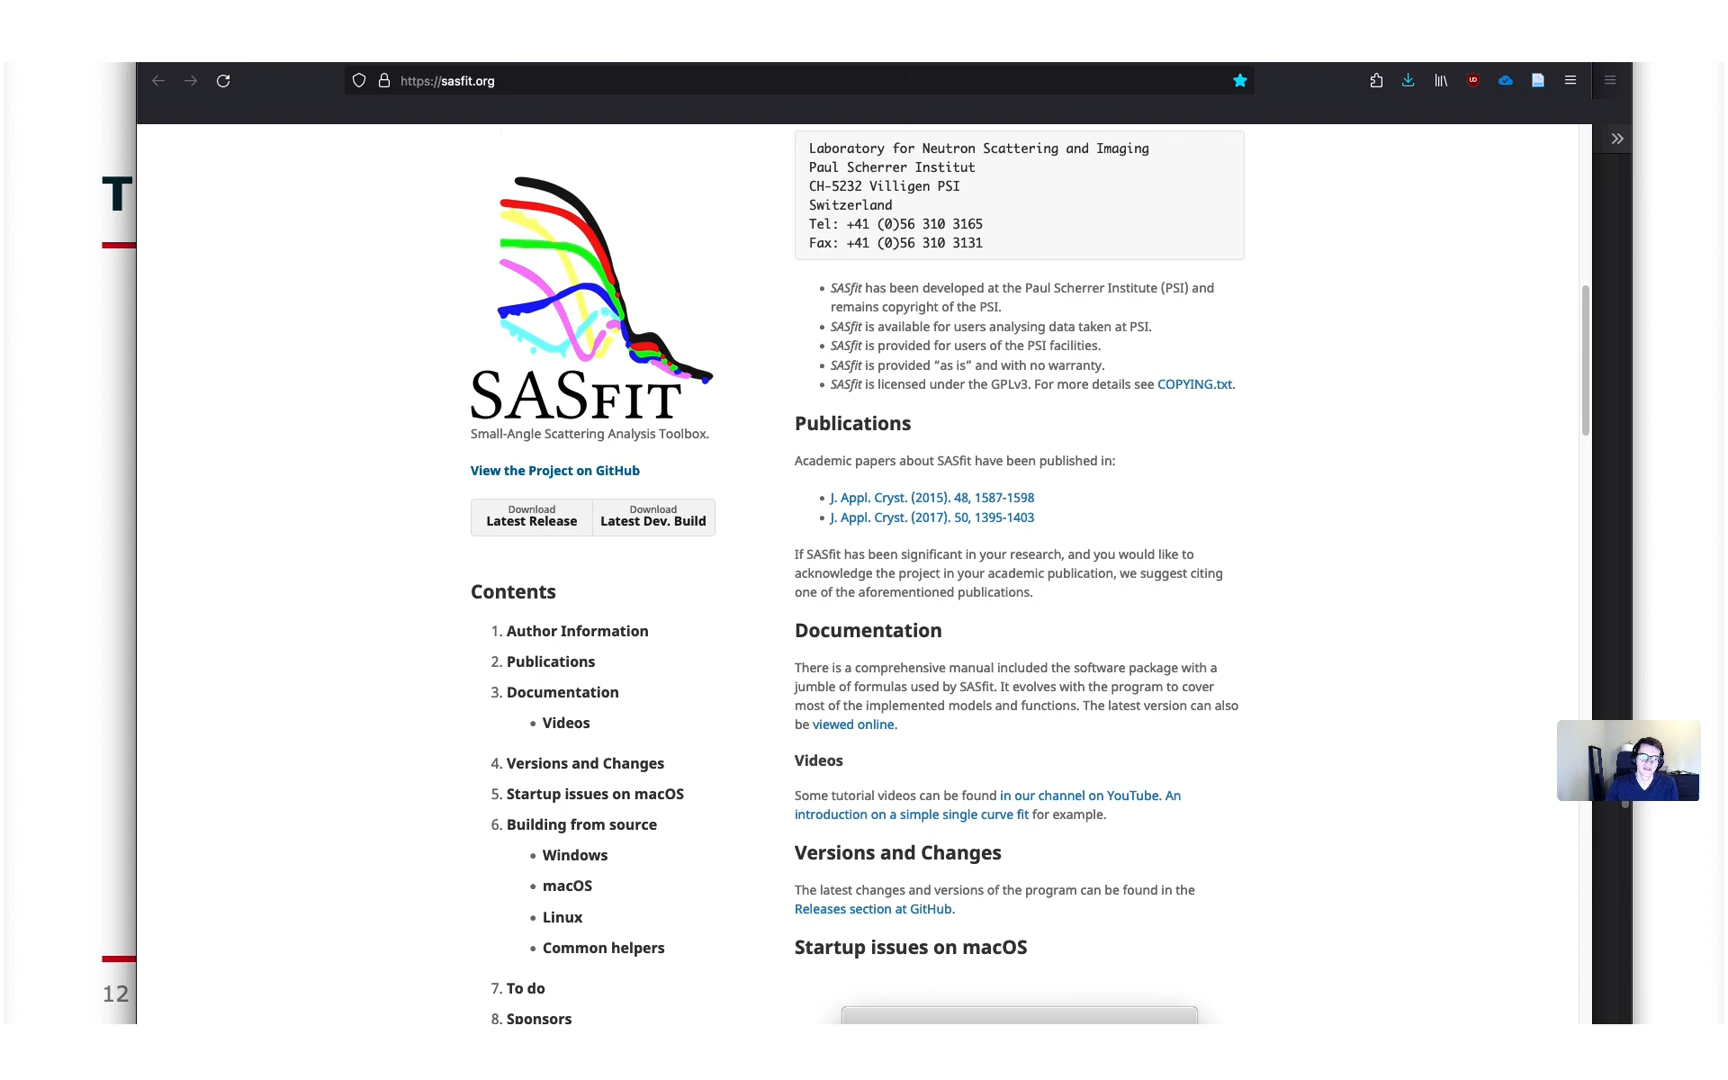 https://sasfit.org
T
Laboratory for Neutron Scattering and Imaging
Paul Scherrer Institut
CH-5232 Villigen PSI
Switzerland
Tel: +41 (0)56 310 3165
Fax: +41 (0)56 310 3131
SASFIT
Small-Angle Scattering Analysis Toolbox.
View the Project on GitHub
Download
Latest Release
Download
Latest Dev. Build
Contents
1. Author Information
2. Publications
3. Documentation
• Videos
4. Versions and Changes
5. Startup issues on macOS
6. Building from source
• Windows
• macOS
• Linux
• Common helpers
7. To do
8. Sponsors
• SASfit has been developed at the Paul Scherrer Institute (PSI) and
remains copyright of the PSI.
• SASfit is available for users analysing data taken at PSI.
• SASfit is provided for users of the PSI facilities.
• SASfit is provided “as is” and with no warranty.
• SASfit is licensed under the GPLv3. For more details see COPYING.txt.
Publications
Academic papers about SASfit have been published in:
• J. Appl. Cryst. (2015). 48, 1587-1598
• J. Appl. Cryst. (2017). 50, 1395-1403
If SASfit has been significant in your research, and you would like to
acknowledge the project in your academic publication, we suggest citing
one of the aforementioned publications.
Documentation
There is a comprehensive manual included the software package with a
jumble of formulas used by SASfit. It evolves with the program to cover
most of the implemented models and functions. The latest version can also
be viewed online.
Videos
Some tutorial videos can be found in our channel on YouTube. An
introduction on a simple single curve fit for example.
Versions and Changes
The latest changes and versions of the program can be found in the
Releases section at GitHub.
Startup issues on macOS
12